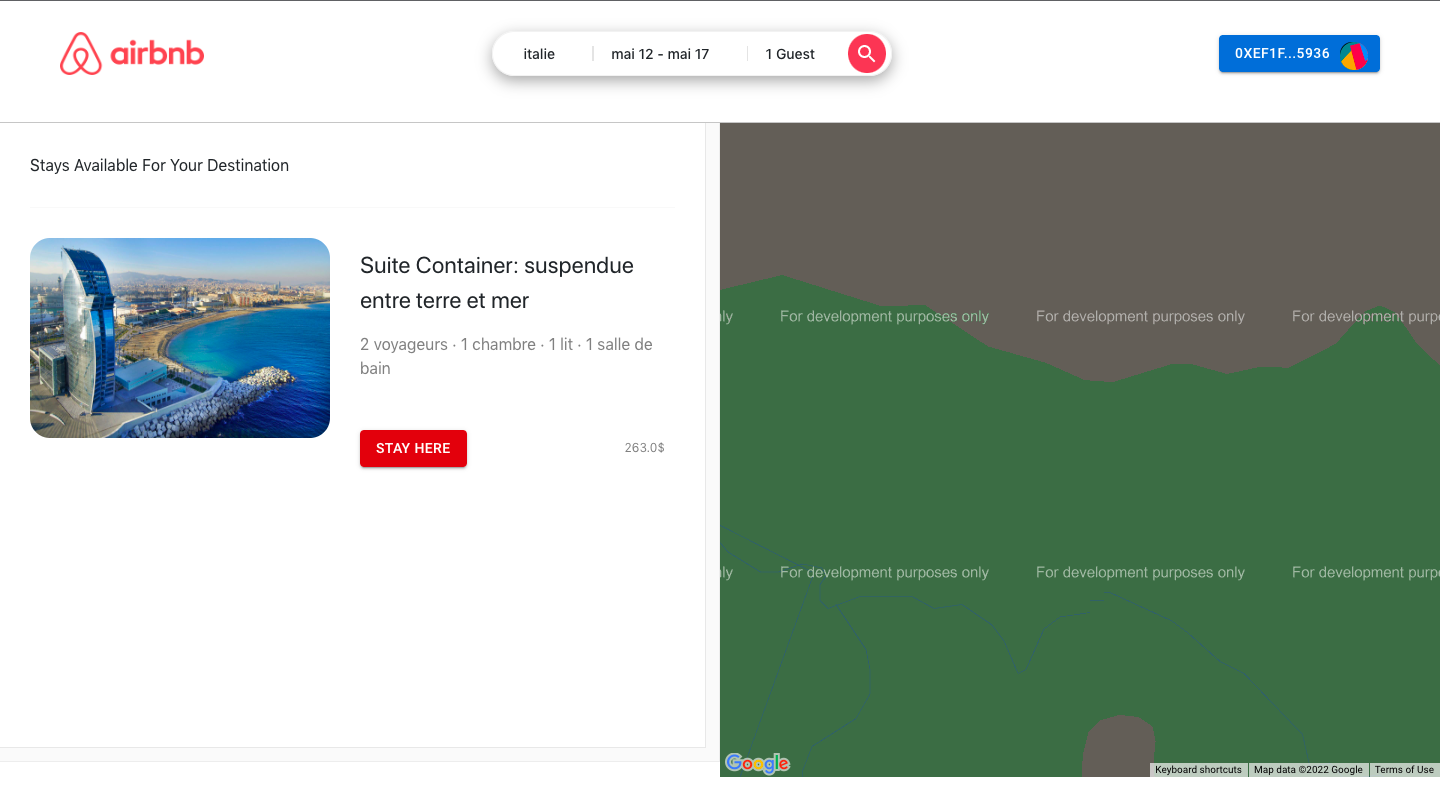 airbnb
italie
mai 12 - mai 17
1 Guest
0XEF1F...5936
Stays Available For Your Destination
Suite Container: suspendue
entre terre et mer
2 voyageurs · 1 chambre · 1 lit · 1 salle de
bain
STAY HERE
263.0$
ly For development purposes only For development purposes only For development purp
ly For development purposes only For development purposes only For development purp
Google
Keyboard shortcuts
Map data ©2022 Google
Terms of Use